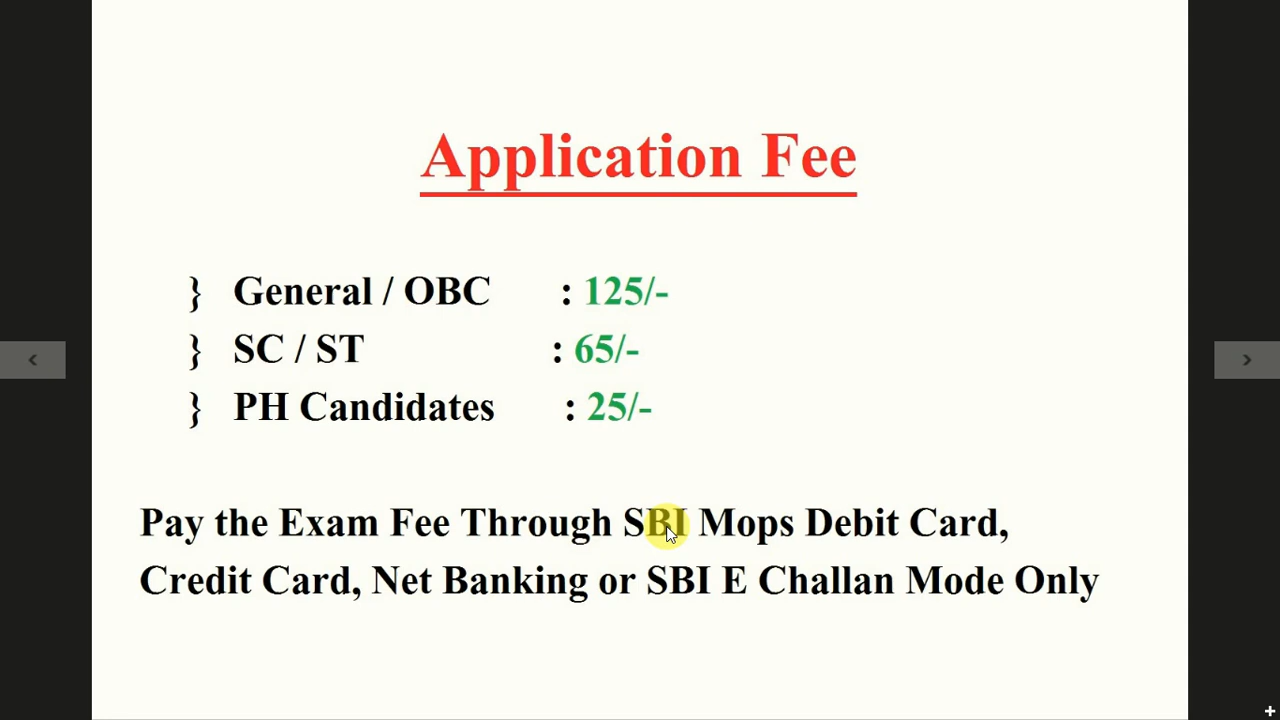 Application Fee
} General / OBC : 125/-
} SC / ST : 65/-
} PH Candidates : 25/-
Pay the Exam Fee Through SBI Mops Debit Card,
Credit Card, Net Banking or SBI E Challan Mode Only